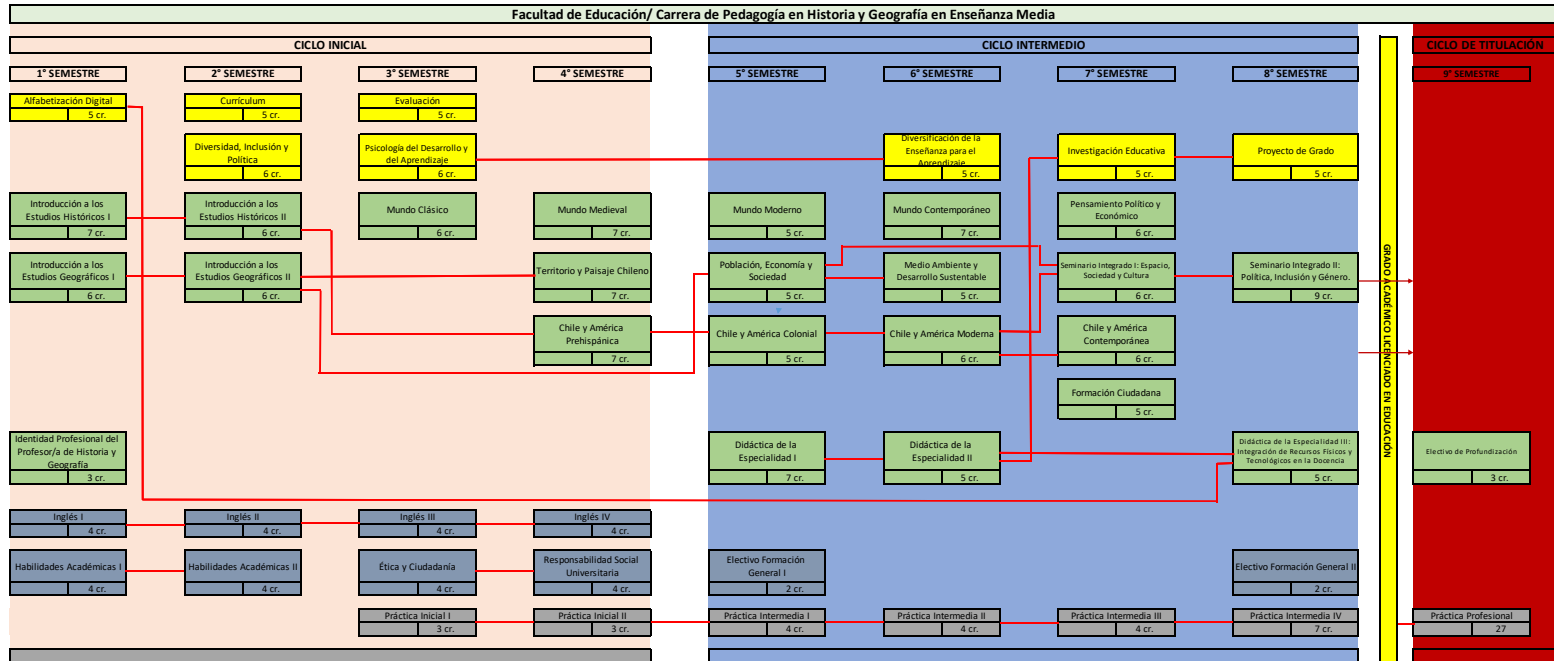 Facultad de Educación/ Carrera de Pedagogía en Historia y Geografía en Enseñanza Media
CICLO INICIAL
CICLO INTERMEDIO
CICLO DE TITULACIÓN
1° SEMESTRE
2° SEMESTRE
3° SEMESTRE
4° SEMESTRE
5° SEMESTRE
6° SEMESTRE
7° SEMESTRE
8° SEMESTRE
9° SEMESTRE
Alfabetización Digital
5 cr.
Currículum
5 cr.
Evaluación
5 cr.
Diversidad, Inclusión y
Política
6 cr.
Psicología del Desarrollo y
del Aprendizaje
6 cr.
Diversificación de la
Enseñanza para el
Aprendizaje
5 cr.
Investigación Educativa
5 cr.
Proyecto de Grado
5 cr.
Introducción a los
Estudios Históricos I
7 cr.
Introducción a los
Estudios Históricos II
6 cr.
Mundo Clásico
6 cr.
Mundo Medieval
7 cr.
Mundo Moderno
5 cr.
Mundo Contemporáneo
7 cr.
Pensamiento Político y
Económico
6 cr.
Introducción a los
Estudios Geográficos I
6 cr.
Introducción a los
Estudios Geográficos II
6 cr.
Territorio y Paisaje Chileno
7 cr.
Población, Economía y
Sociedad
5 cr.
Medio Ambiente y
Desarrollo Sustentable
5 cr.
Seminario Integrado I: Espacio,
Sociedad y Cultura
6 cr.
Seminario Integrado II:
Política, Inclusión y Género.
9 cr.
Chile y América
Prehispánica
7 cr.
Chile y América Colonial
5 cr.
Chile y América Moderna
6 cr.
Chile y América
Contemporánea
6 cr.
Formación Ciudadana
5 cr.
GRADO ACADÉMICO LICENCIADO EN EDUCACIÓN
Identidad Profesional del
Profesor/a de Historia y
Geografía
3 cr.
Didáctica de la
Especialidad I
7 cr.
Didáctica de la
Especialidad II
5 cr.
Didáctica de la Especialidad III:
Integración de Recursos Físicos y
Tecnológicos en la Docencia
5 cr.
Electivo de Profundización
3 cr.
Inglés I
4 cr.
Inglés II
4 cr.
Inglés III
4 cr.
Inglés IV
4 cr.
Habilidades Académicas I
4 cr.
Habilidades Académicas II
4 cr.
Ética y Ciudadanía
4 cr.
Responsabilidad Social
Universitaria
4 cr.
Electivo Formación
General I
2 cr.
Electivo Formación General II
2 cr.
Práctica Inicial I
3 cr.
Práctica Inicial II
3 cr.
Práctica Intermedia I
4 cr.
Práctica Intermedia II
4 cr.
Práctica Intermedia III
4 cr.
Práctica Intermedia IV
7 cr.
Práctica Profesional
27